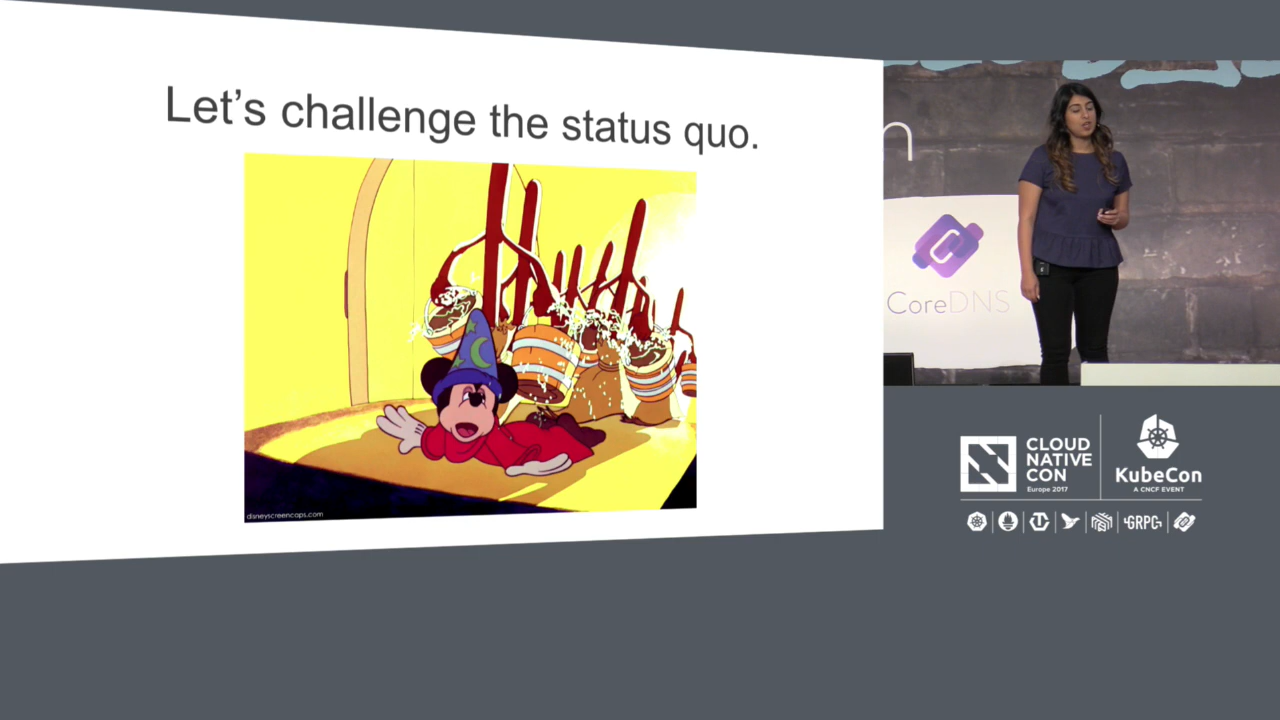 Let's challenge the status quo.
disneyscreencaps.com
n
CoreDNS
CLOUD
NATIVE
CON
Europe 2017
KubeCon
A CNCF EVENT
GRPC